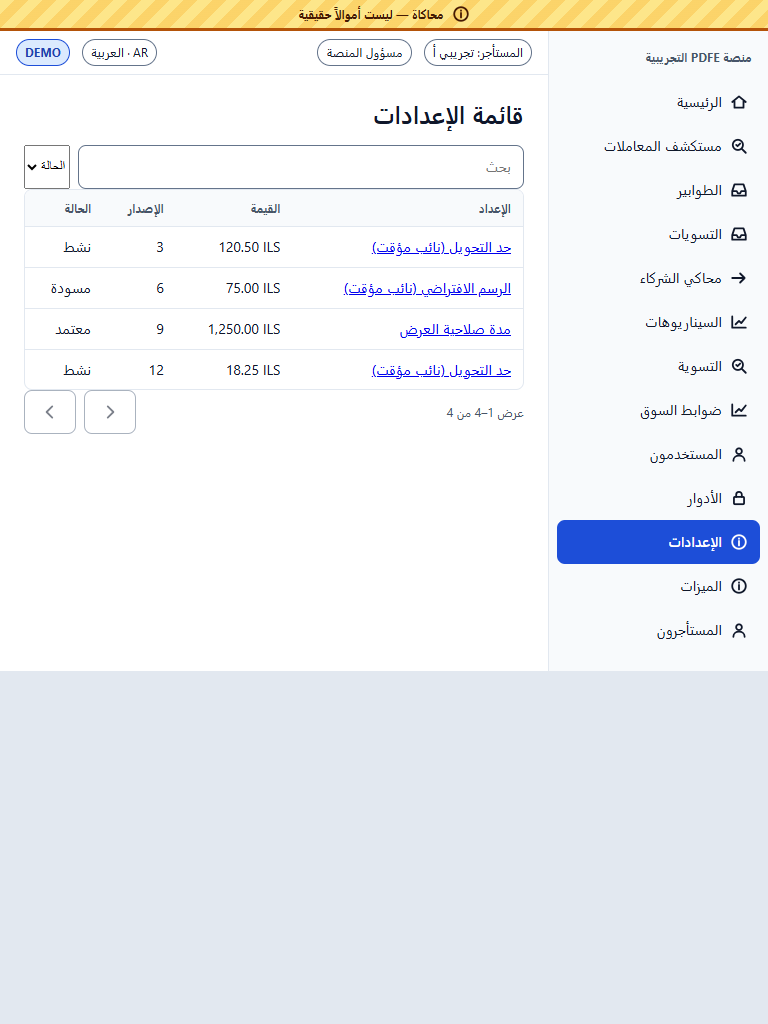 محاكاة — ليست أموالاً حقيقية
منصة PDFE التجريبية
الرئيسية
مستكشف المعاملات
الطوابير
التسويات
محاكي الشركاء
السيناريوهات
التسوية
ضوابط السوق
المستخدمون
الأدوار
الإعدادات
الميزات
المستأجرون
المستأجر: تجريبي أ
مسؤول المنصة
العربية · AR
DEMO
قائمة الإعدادات
بحث
الحالة
الإعداد القيمة الإصدار الحالة
حد التحويل (نائب مؤقت) 120.50 ILS 3 نشط
الرسم الافتراضي (نائب مؤقت) 75.00 ILS 6 مسودة
مدة صلاحية العرض 1,250.00 ILS 9 معتمد
حد التحويل (نائب مؤقت) 18.25 ILS 12 نشط
عرض 1–4 من 4